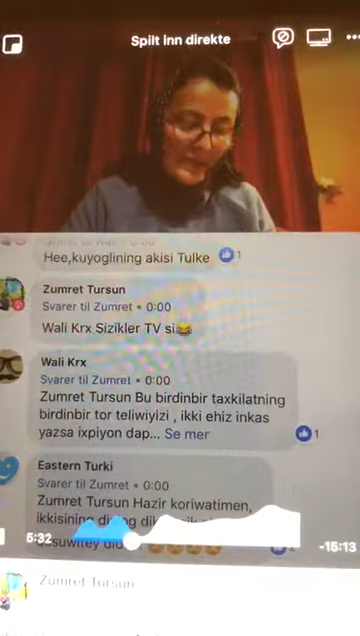 Spilt inn direkte
Hee,kuyoglining akisi Tulke
1
Zumret Tursun
Svarer til Zumret • 0:00
Wali Krx Sizikler TV si😂
Wali Krx
Svarer til Zumret • 0:00
Zumret Tursun Bu birdinbir taxkilatning
birdinbir tor teliwiyizi , ikki ehiz inkas
yazsa ixpiyon dap... Se mer
1
Eastern Turki
Svarer til Zumret • 0:00
Zumret Tursun Hazir koriwatimen,
ikkisining
5:32
-15:13
Zumret Tursun